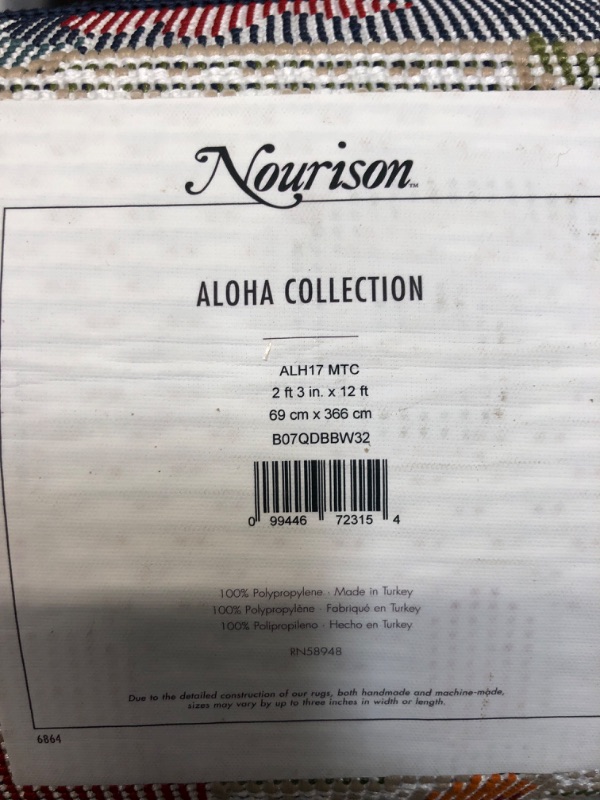 Nourison™
ALOHA COLLECTION
ALH17 MTC
2 ft 3 in. x 12 ft
69 cm x 366 cm
B07QDBBW32
0 99446 72315 4
100% Polypropylene · Made in Turkey
100% Polypropylène · Fabriqué en Turkey
100% Polipropileno · Hecho en Turkey
RN58948
Due to the detailed construction of our rugs, both handmade and machine-made,
sizes may vary by up to three inches in width or length.
6864